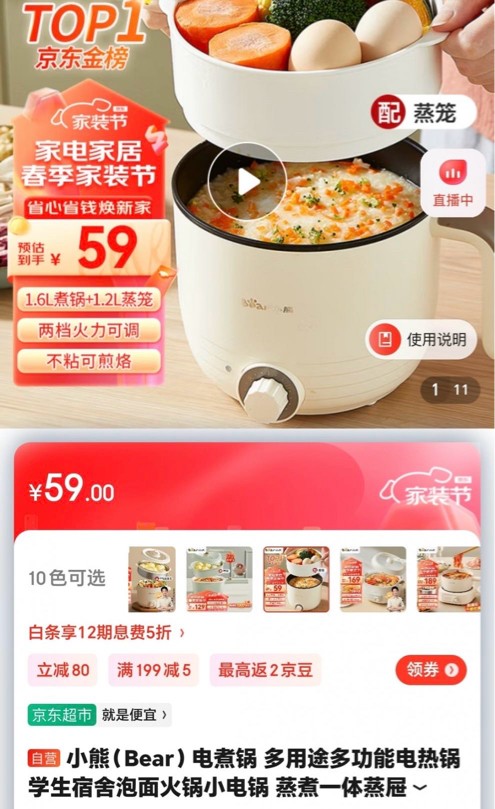 TOP1
京东金榜
配 蒸笼
家装节
家电家居
春季家装节
省心省钱焕新家
直播中
预估
到手 ¥ 59
1.6L煮锅+1.2L蒸笼
两档火力可调
不粘可煎烙
使用说明
1 11
¥59.00
家装节
10色可选
129
59
169
189
白条享12期息费5折 ›
立减80
满199减5
最高返2京豆
领券
京东超市 就是便宜 ›
自营 小熊(Bear)电煮锅 多用途多功能电热锅
学生宿舍泡面火锅小电锅 蒸煮一体蒸屉